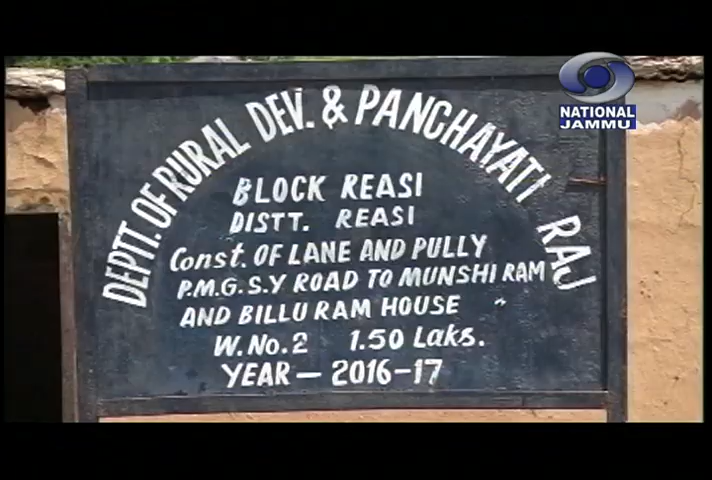 NATIONAL
JAMMU
DEPTT. OF RURAL DEV. & PANCHAYATI RAJ
BLOCK REASI
DISTT. REASI
Const. OF LANE AND PULLY
P.M.G.S.Y ROAD TO MUNSHI RAM
AND BILLU RAM HOUSE "
W.No.2 1.50 Laks.
YEAR — 2016-17